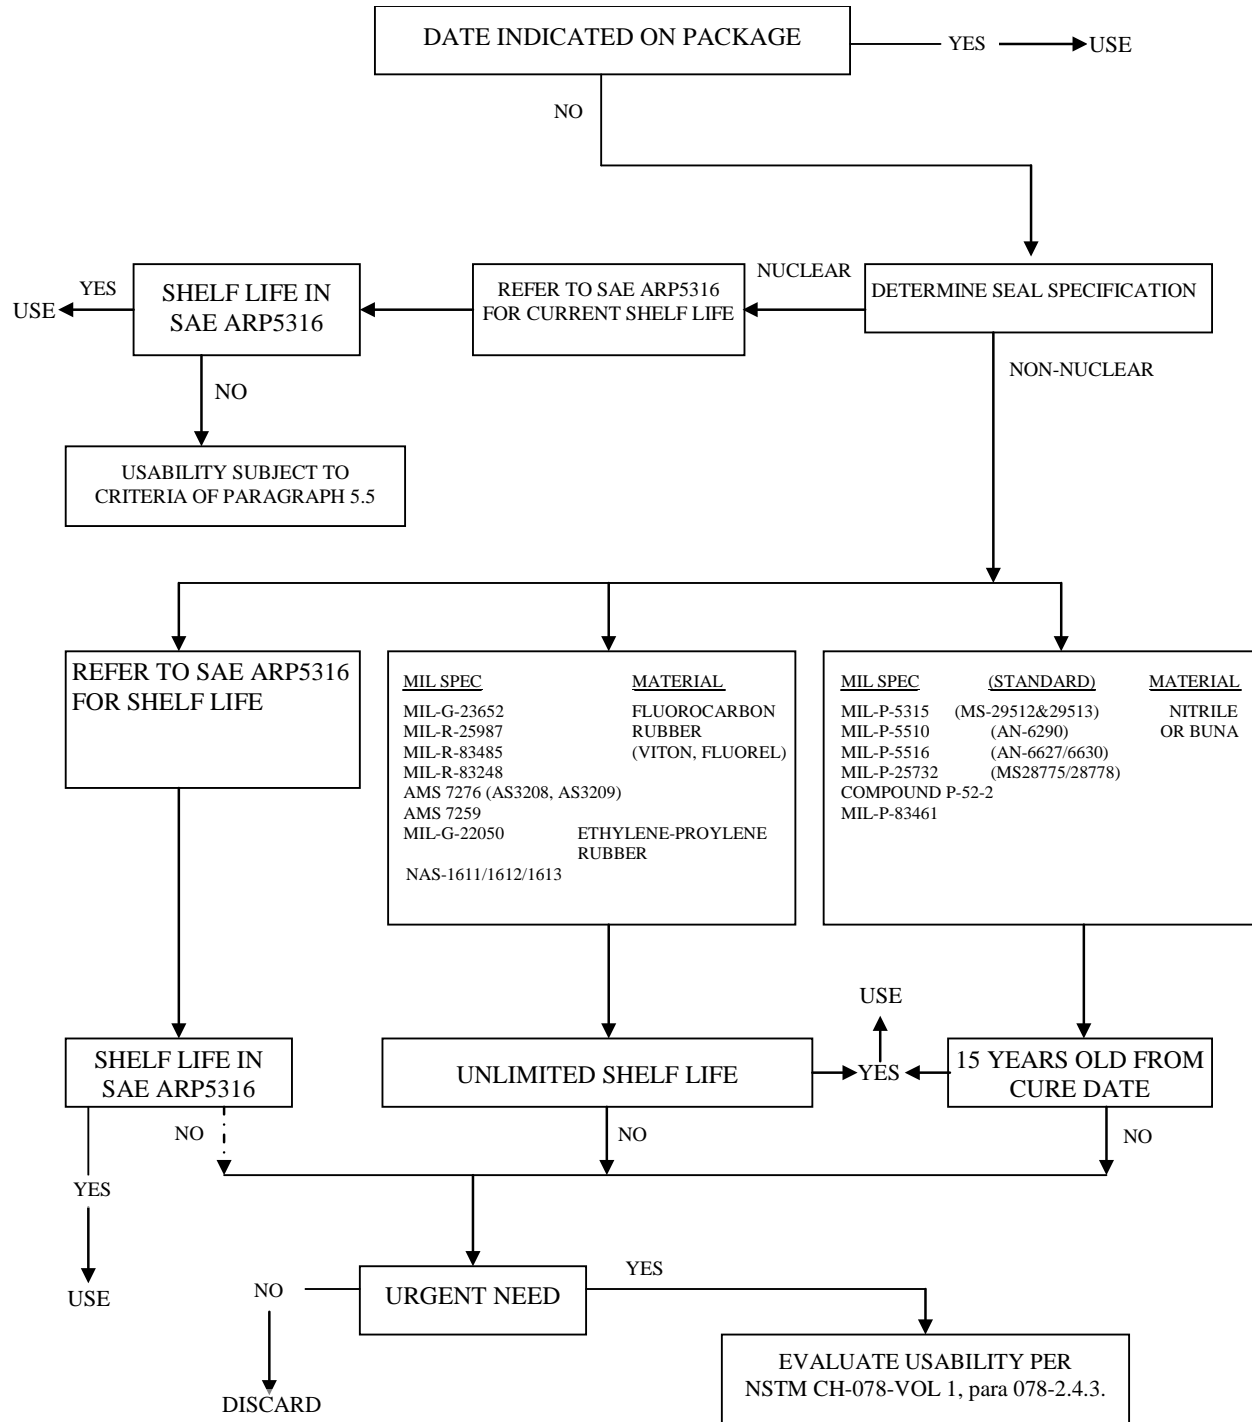 DATE INDICATED ON PACKAGE
YES
USE
NO
NUCLEAR
DETERMINE SEAL SPECIFICATION
REFER TO SAE ARP5316
FOR CURRENT SHELF LIFE
SHELF LIFE IN
SAE ARP5316
YES
USE
NO
NON-NUCLEAR
USABILITY SUBJECT TO
CRITERIA OF PARAGRAPH 5.5
REFER TO SAE ARP5316
FOR SHELF LIFE
MIL SPEC MATERIAL
MIL-G-23652 FLUOROCARBON
MIL-R-25987 RUBBER
MIL-R-83485 (VITON, FLUOREL)
MIL-R-83248
AMS 7276 (AS3208, AS3209)
AMS 7259
MIL-G-22050 ETHYLENE-PROYLENE
RUBBER
NAS-1611/1612/1613
MIL SPEC (STANDARD) MATERIAL
MIL-P-5315 (MS-29512&29513) NITRILE
MIL-P-5510 (AN-6290) OR BUNA
MIL-P-5516 (AN-6627/6630)
MIL-P-25732 (MS28775/28778)
COMPOUND P-52-2
MIL-P-83461
SHELF LIFE IN
SAE ARP5316
UNLIMITED SHELF LIFE
USE
YES
15 YEARS OLD FROM
CURE DATE
NO
NO
NO
YES
USE
URGENT NEED
NO
YES
DISCARD
EVALUATE USABILITY PER
NSTM CH-078-VOL 1, para 078-2.4.3.